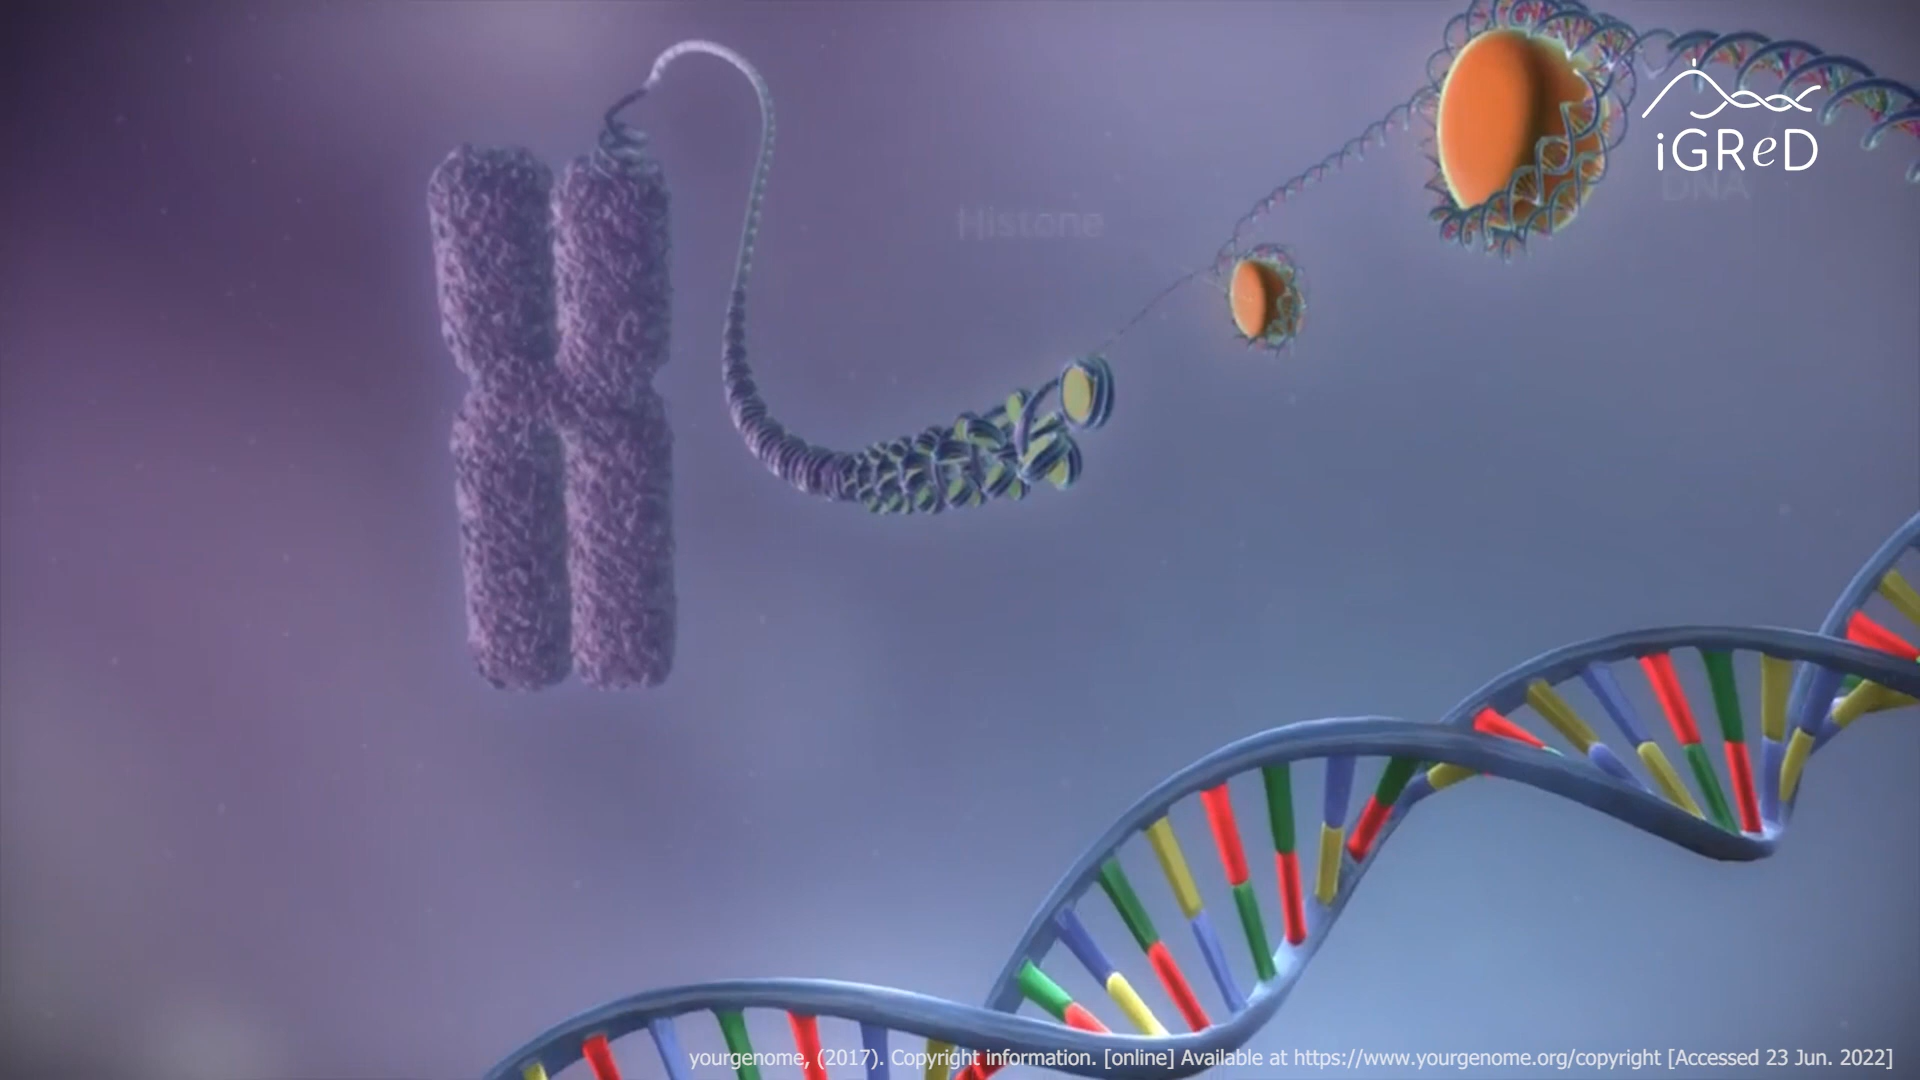 iGReD
DNA
Histone
yourgenome, (2017). Copyright information. [online] Available at https://www.yourgenome.org/copyright [Accessed 23 Jun. 2022]